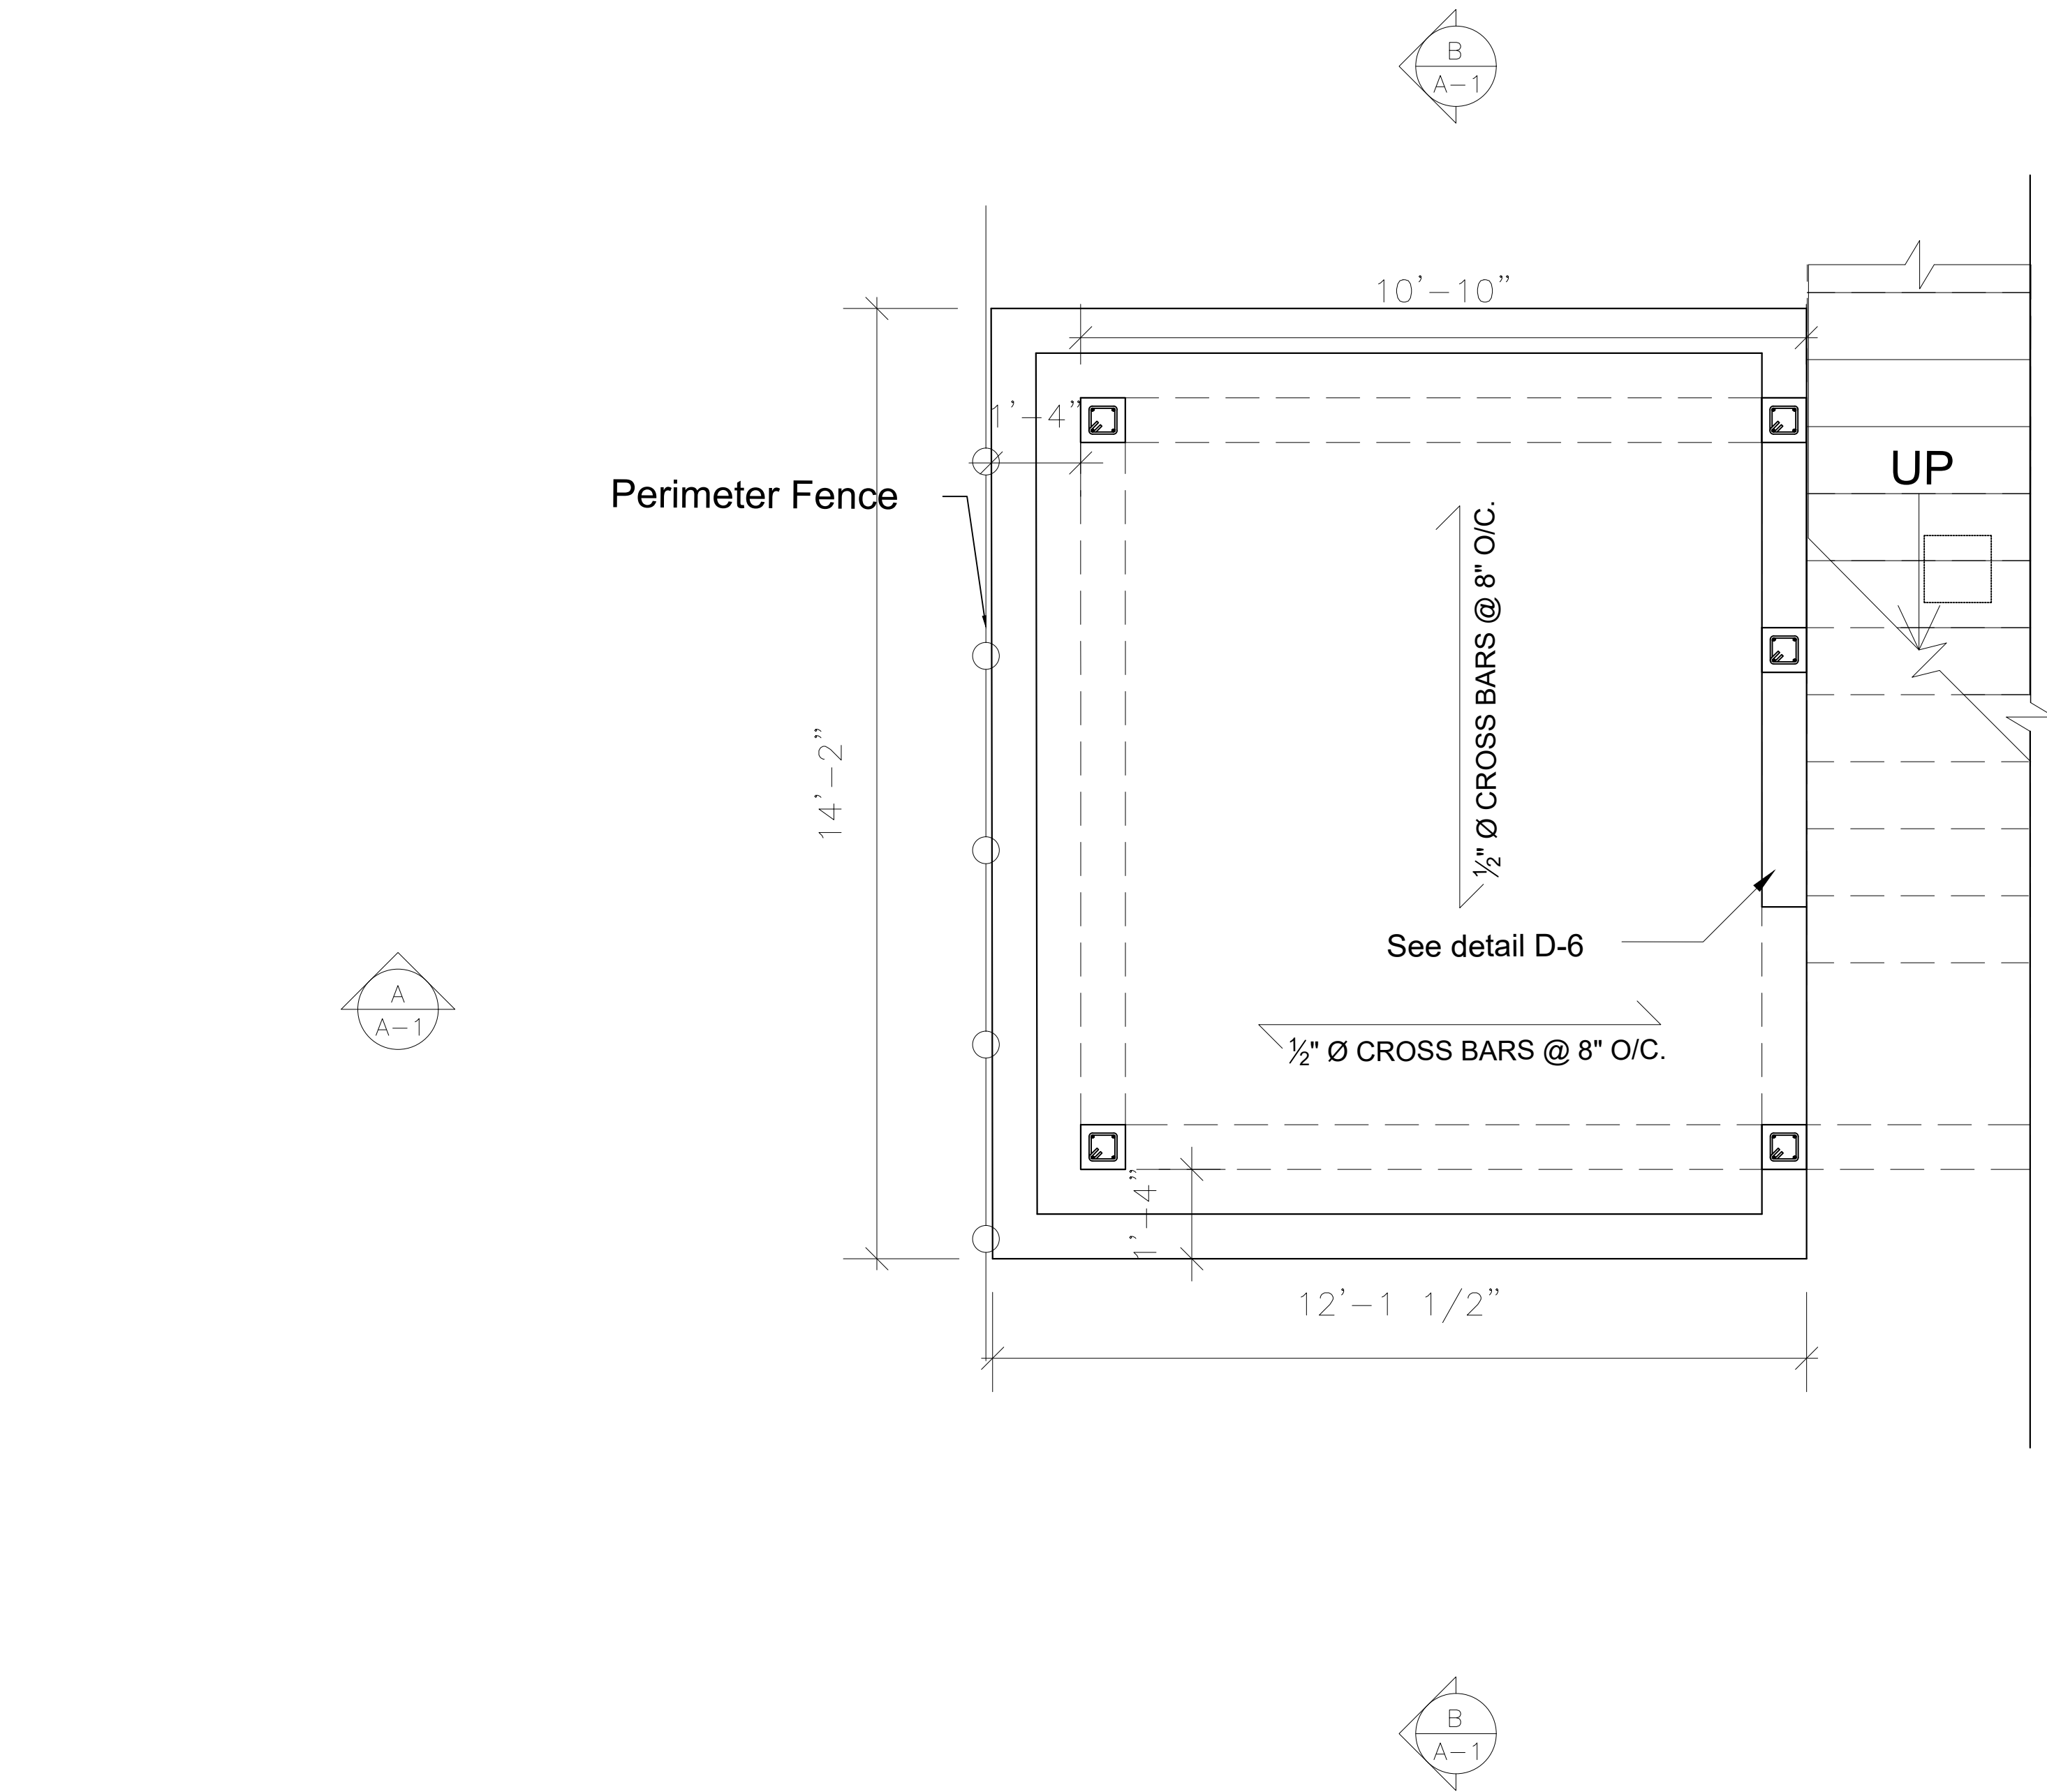 B
A-1
10'-10"
1'-4"
UP
Perimeter Fence
½" Ø CROSS BARS @ 8" O/C.
14'-2"
See detail D-6
A
A-1
½" Ø CROSS BARS @ 8" O/C.
1'-4"
12'-1 1/2"
B
A-1